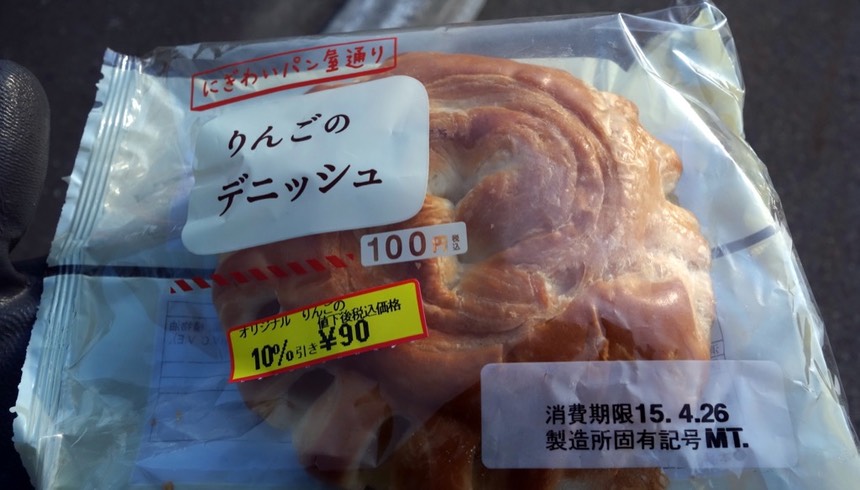 にぎわいパン屋通り
りんごの
デニッシュ
100円税込
オリジナル りんごの
値下後税込価格
10%引き ¥90
消費期限15. 4.26
製造所固有記号MT.